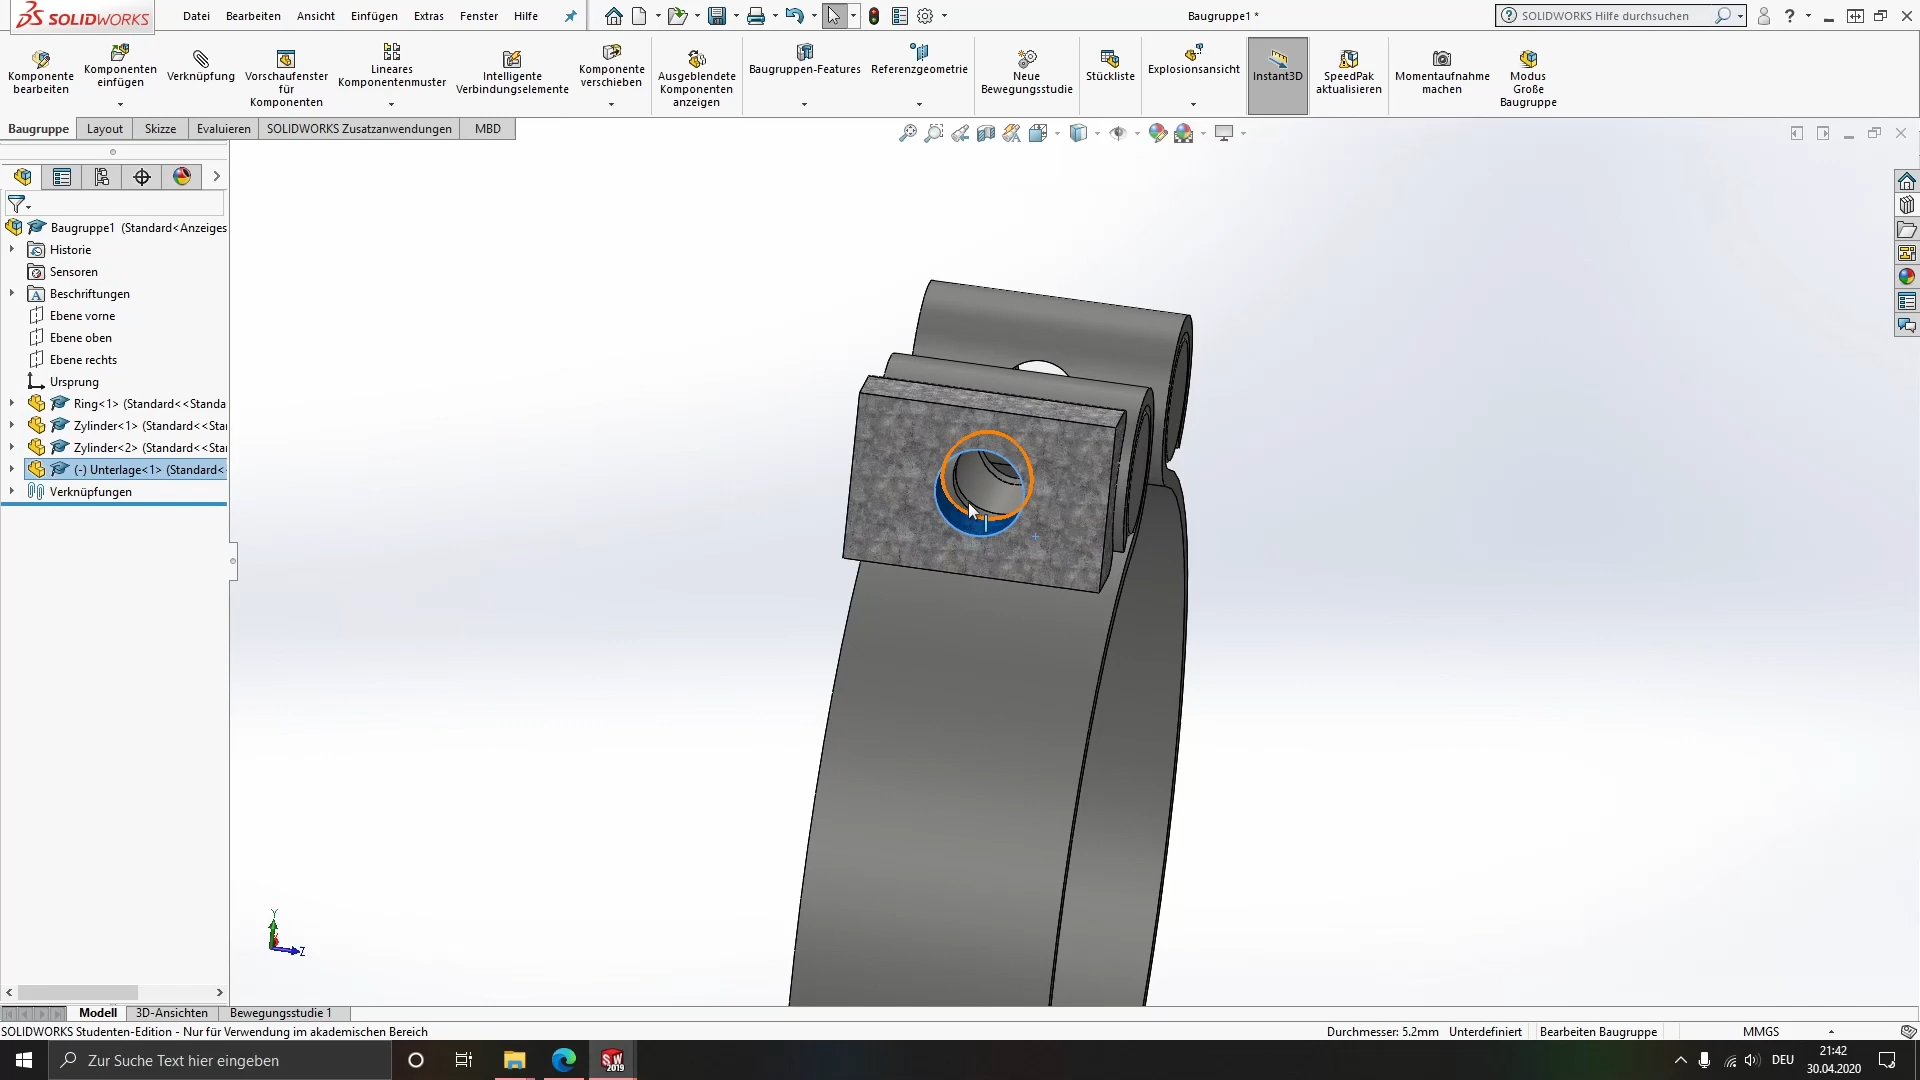 SOLIDWORKS
Datei Bearbeiten Ansicht Einfügen Extras Fenster Hilfe
Baugruppe1 *
SOLIDWORKS Hilfe durchsuchen
Komponente bearbeiten
Komponenten einfügen
Verknüpfung
Vorschaufenster für Komponenten
Lineares Komponentenmuster
Intelligente Verbindungselemente
Komponente verschieben
Ausgeblendete Komponenten anzeigen
Baugruppen-Features
Referenzgeometrie
Neue Bewegungsstudie
Stückliste
Explosionsansicht
Instant3D
SpeedPak aktualisieren
Momentaufnahme machen
Modus Große Baugruppe
Baugruppe Layout Skizze Evaluieren SOLIDWORKS Zusatzanwendungen MBD
Baugruppe1 (Standard<Anzeiges
Historie
Sensoren
Beschriftungen
Ebene vorne
Ebene oben
Ebene rechts
Ursprung
Ring<1> (Standard<<Standa
Zylinder<1> (Standard<<Sta
Zylinder<2> (Standard<<Sta
(-) Unterlage<1> (Standard<
Verknüpfungen
Y
Z
Modell 3D-Ansichten Bewegungsstudie 1
SOLIDWORKS Studenten-Edition - Nur für Verwendung im akademischen Bereich
Durchmesser: 5.2mm Unterdefiniert Bearbeiten Baugruppe MMGS
Zur Suche Text hier eingeben
SW 2019
DEU
21:42
30.04.2020